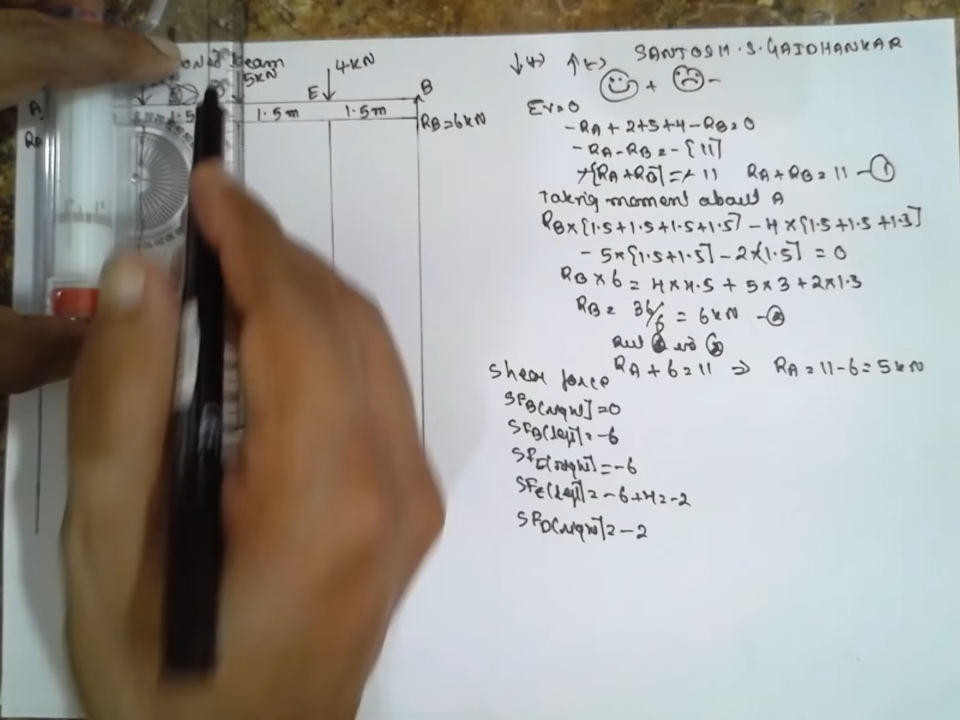 Beam
5kN
4kN
E
B
A
1.5m
1.5m
RB=6kN
SANTOSH.S.GAIDHANKAR
↓(+) ↑(-)
+ -
Σv=0
-RA+2+5+4-RB=0
-RA-RB=-[11]
+[RA+RB]=+11 RA+RB=11-①
Taking moment about A
RB×[1.5+1.5+1.5+1.5]-4×[1.5+1.5+1.5]
-5×[1.5+1.5]-2×[1.5]=0
RB×6=4×4.5+5×3+2×1.5
RB=36/6=6kN-②
Put in
RA+6=11⇒RA=11-6=5kN
Shear force
SFB[right]=0
SFB[left]=-6
SFE[right]=-6
SFE[left]=-6+4=-2
SFD[right]=-2